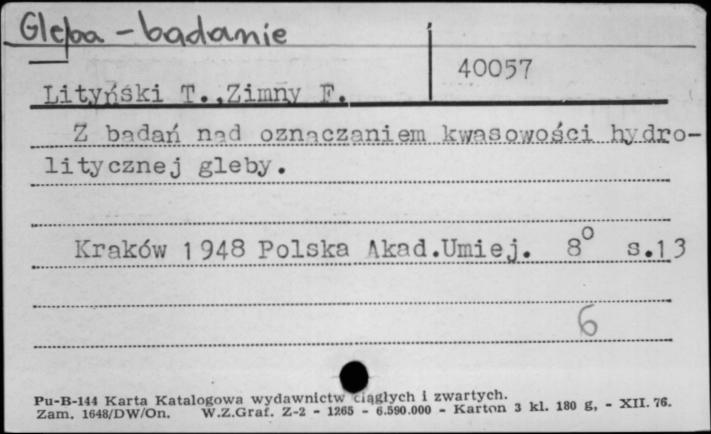 Gleba - badanie
40057
Lityński T.,Zimny F.
Z badań nad oznaczaniem kwasowości hydro-
litycznej gleby.
Kraków 1948 Polska Akad.Umiej. 8° s.13
6
Pu-B-144 Karta Katalogowa wydawnictw ciągłych i zwartych.
Zam. 1648/DW/On. W.Z.Graf. Z-2 - 1265 - 6.590.000 - Karton 3 kl. 180 g, - XII. 76.